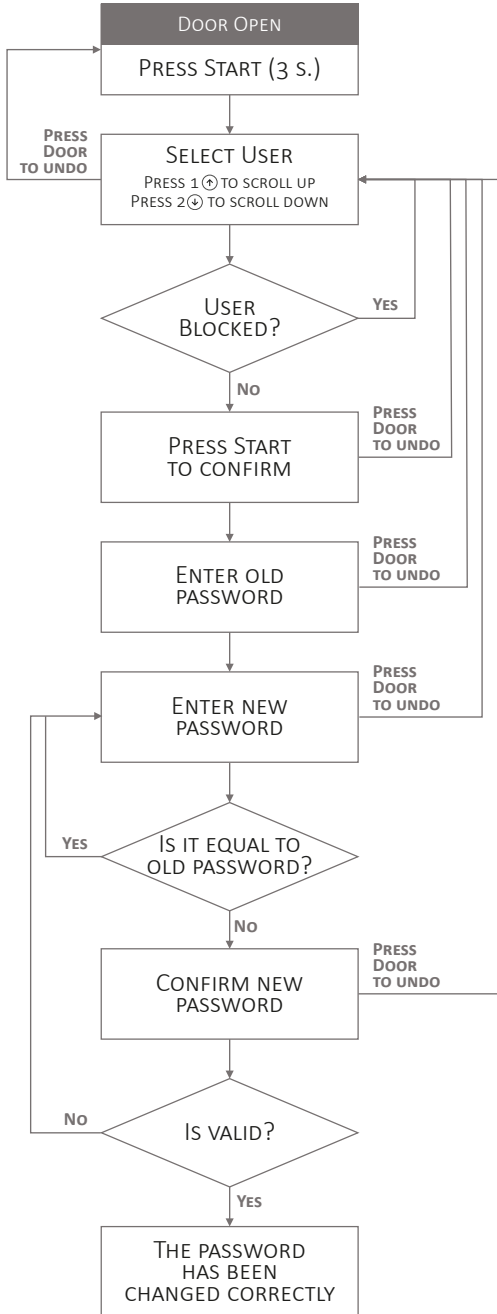 DOOR OPEN
PRESS START (3 S.)
PRESS
DOOR
TO UNDO
SELECT USER
PRESS 1 ↑ TO SCROLL UP
PRESS 2 ↓ TO SCROLL DOWN
USER
BLOCKED?
YES
NO
PRESS START
TO CONFIRM
PRESS
DOOR
TO UNDO
ENTER OLD
PASSWORD
PRESS
DOOR
TO UNDO
ENTER NEW
PASSWORD
PRESS
DOOR
TO UNDO
YES
IS IT EQUAL TO
OLD PASSWORD?
NO
CONFIRM NEW
PASSWORD
PRESS
DOOR
TO UNDO
NO
IS VALID?
YES
THE PASSWORD
HAS BEEN
CHANGED CORRECTLY